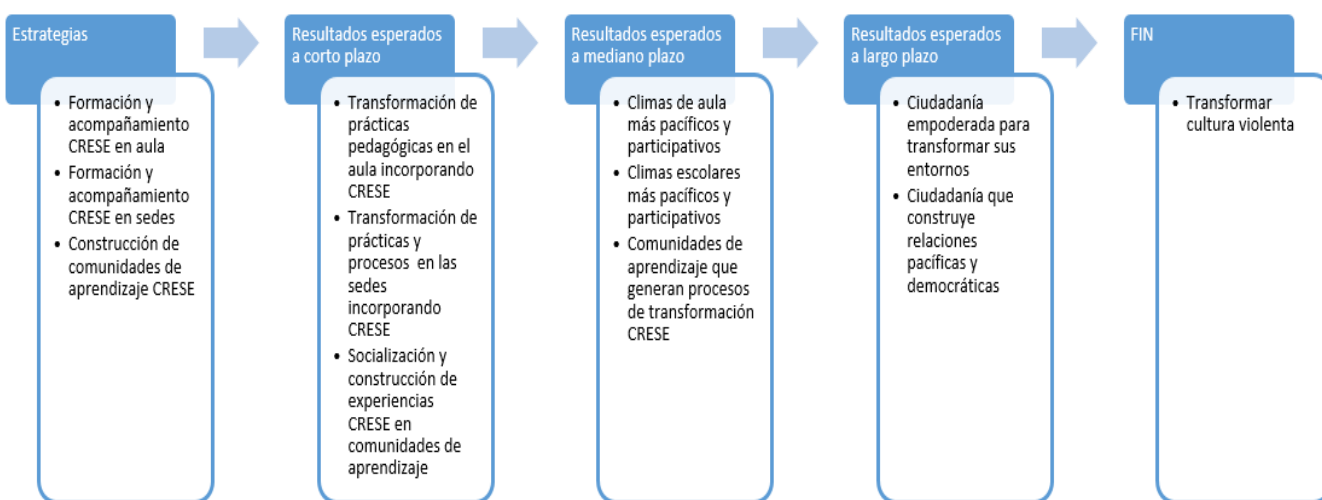 Estrategias
• Formación y
acompañamiento
CRESE en aula
• Formación y
acompañamiento
CRESE en sedes
• Construcción de
comunidades de
aprendizaje CRESE
Resultados esperados
a corto plazo
• Transformación de
prácticas
pedagógicas en el
aula incorporando
CRESE
• Transformación de
prácticas y
procesos en las
sedes
incorporando
CRESE
• Socialización y
construcción de
experiencias
CRESE en
comunidades de
aprendizaje
Resultados esperados
a mediano plazo
• Climas de aula
más pacíficos y
participativos
• Climas escolares
más pacíficos y
participativos
• Comunidades de
aprendizaje que
generan procesos
de transformación
CRESE
Resultados esperados
a largo plazo
• Ciudadanía
empoderada para
transformar sus
entornos
• Ciudadanía que
construye
relaciones
pacíficas y
democráticas
FIN
• Transformar
cultura violenta